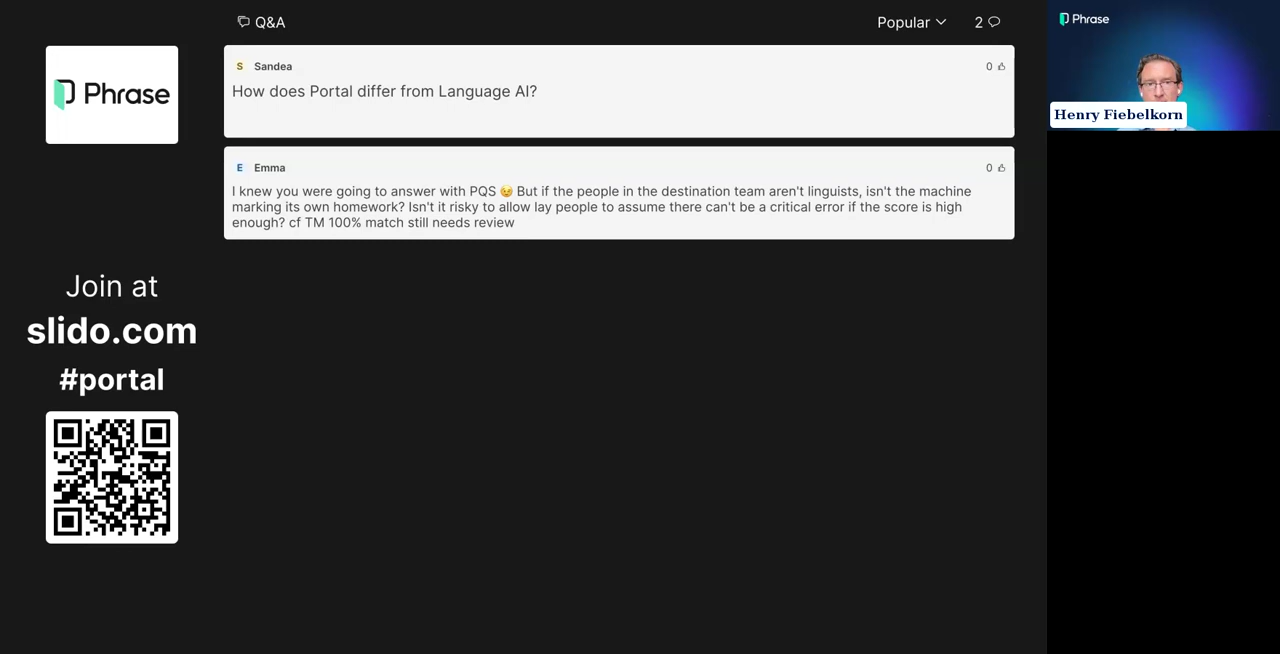 Q&A
Popular
2
Phrase
Phrase
S Sandea
0
How does Portal differ from Language AI?
Henry Fiebelkorn
E Emma
0
I knew you were going to answer with PQS 😉 But if the people in the destination team aren't linguists, isn't the machine
marking its own homework? Isn't it risky to allow lay people to assume there can't be a critical error if the score is high
enough? cf TM 100% match still needs review
Join at
slido.com
#portal